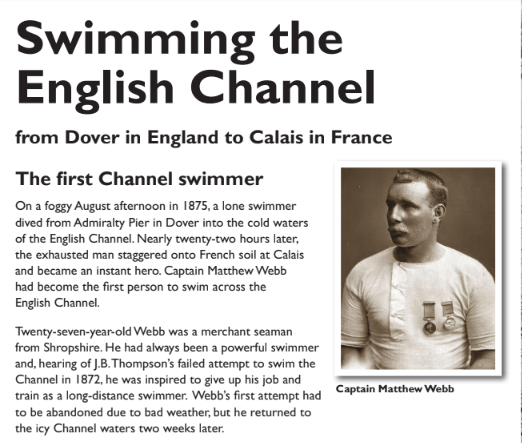 Swimming the
English Channel
from Dover in England to Calais in France
The first Channel swimmer
On a foggy August afternoon in 1875, a lone swimmer
dived from Admiralty Pier in Dover into the cold waters
of the English Channel. Nearly twenty-two hours later,
the exhausted man staggered onto French soil at Calais
and became an instant hero. Captain Matthew Webb
had become the first person to swim across the
English Channel.
Twenty-seven-year-old Webb was a merchant seaman
from Shropshire. He had always been a powerful swimmer
and, hearing of J.B. Thompson's failed attempt to swim the
Channel in 1872, he was inspired to give up his job and
train as a long-distance swimmer. Webb's first attempt had
to be abandoned due to bad weather, but he returned to
the icy Channel waters two weeks later.
Captain Matthew Webb